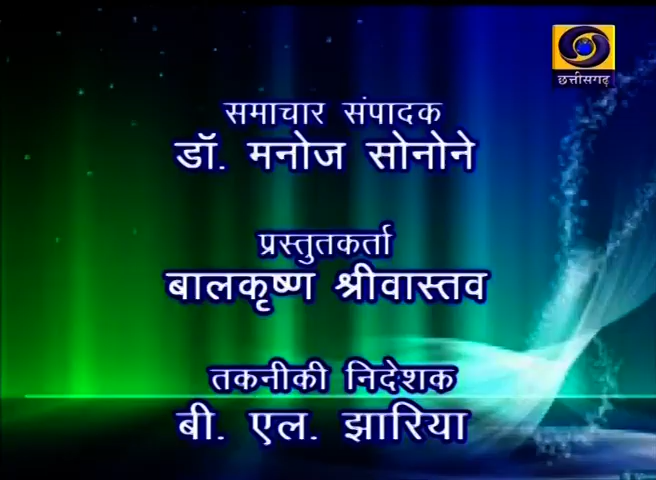 छत्तीसगढ़
समाचार संपादक
डॉ. मनोज सोनोने
प्रस्तुतकर्ता
बालकृष्ण श्रीवास्तव
तकनीकी निदेशक
बी. एल. झारिया